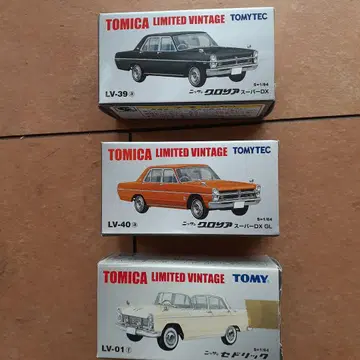 TOMICA LIMITED VINTAGE TOMYTEC
LV-39 ⓐ
S=1/64
ニッサン グロリア スーパーDX
TOMICA LIMITED VINTAGE TOMYTEC
LV-40 ⓐ
S=1/64
ニッサン グロリア スーパーDX GL
TOMICA LIMITED VINTAGE TOMY
LV-01 ⓕ
S=1/64
ニッサン セドリック